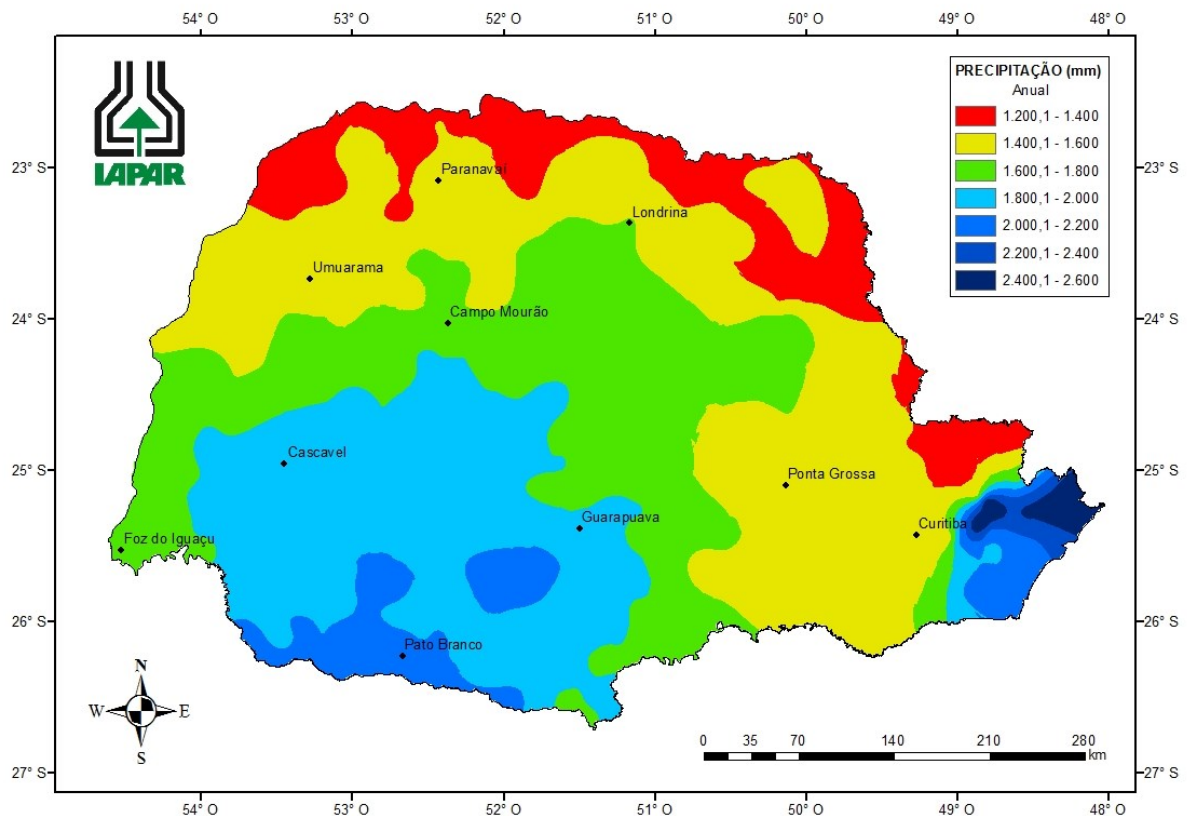 54° O 53° O 52° O 51° O 50° O 49° O 48° O
IAPAR
PRECIPITAÇÃO (mm)
Anual
1.200,1 - 1.400
1.400,1 - 1.600
1.600,1 - 1.800
1.800,1 - 2.000
2.000,1 - 2.200
2.200,1 - 2.400
2.400,1 - 2.600
23° S 23° S
Paranavaí
Londrina
Umuarama
24° S 24° S
Campo Mourão
Cascavel
25° S 25° S
Ponta Grossa
Guarapuava
Curitiba
Foz do Iguaçu
26° S 26° S
Pato Branco
N
W E
S
0 35 70 140 210 280
km
27° S 27° S
54° O 53° O 52° O 51° O 50° O 49° O 48° O